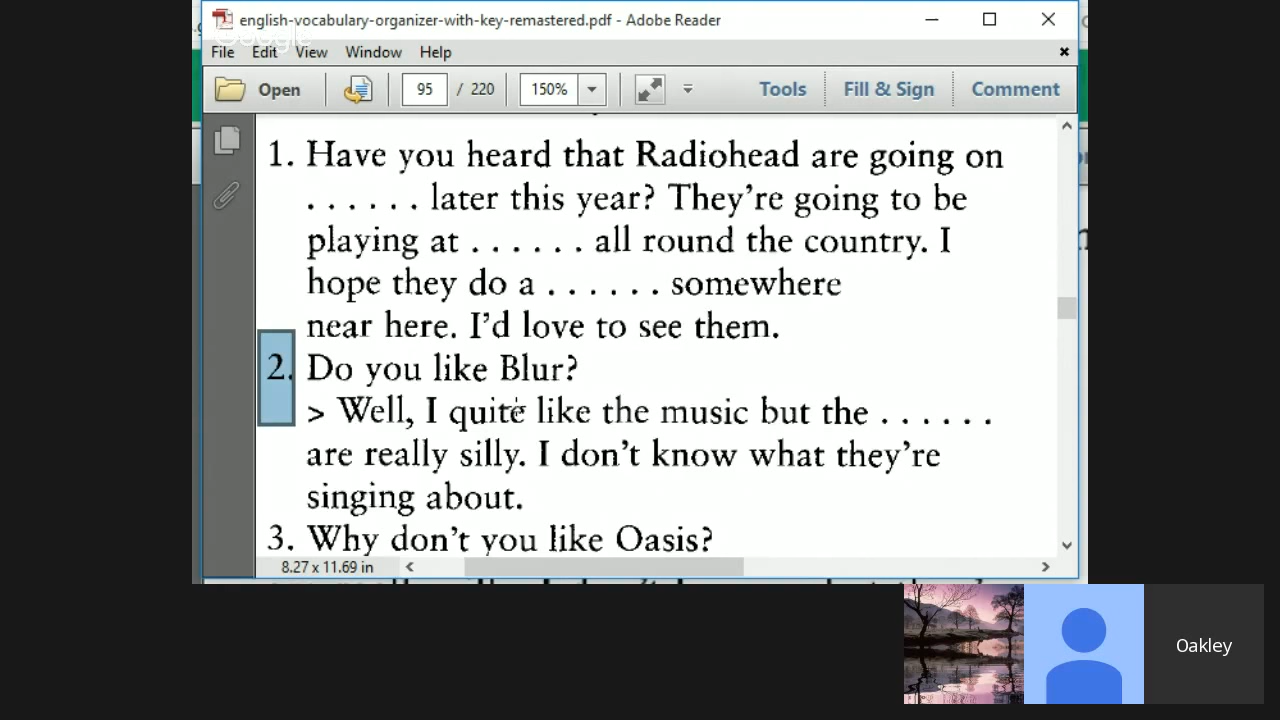 english-vocabulary-organizer-with-key-remastered.pdf - Adobe Reader
Google
File Edit View Window Help
Open 95 / 220 150% Tools Fill & Sign Comment
1. Have you heard that Radiohead are going on
. . . . . . later this year? They're going to be
playing at . . . . . . all round the country. I
hope they do a . . . . . . somewhere
near here. I'd love to see them.
2. Do you like Blur?
> Well, I quite like the music but the . . . . . .
are really silly. I don't know what they're
singing about.
3. Why don't you like Oasis?
8.27 x 11.69 in
Oakley